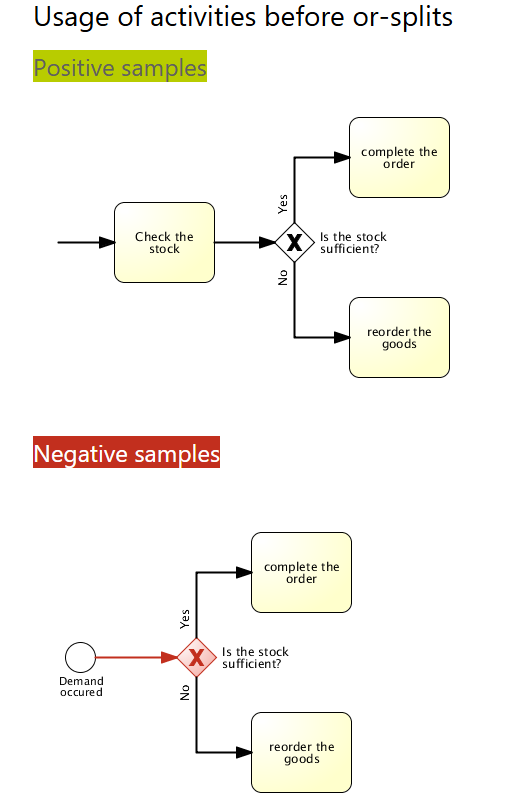 Usage of activities before or-splits
Positive samples
complete the
order
Yes
Check the
stock
X
Is the stock
sufficient?
No
reorder the
goods
Negative samples
complete the
order
Yes
X
Is the stock
sufficient?
Demand
occured
No
reorder the
goods